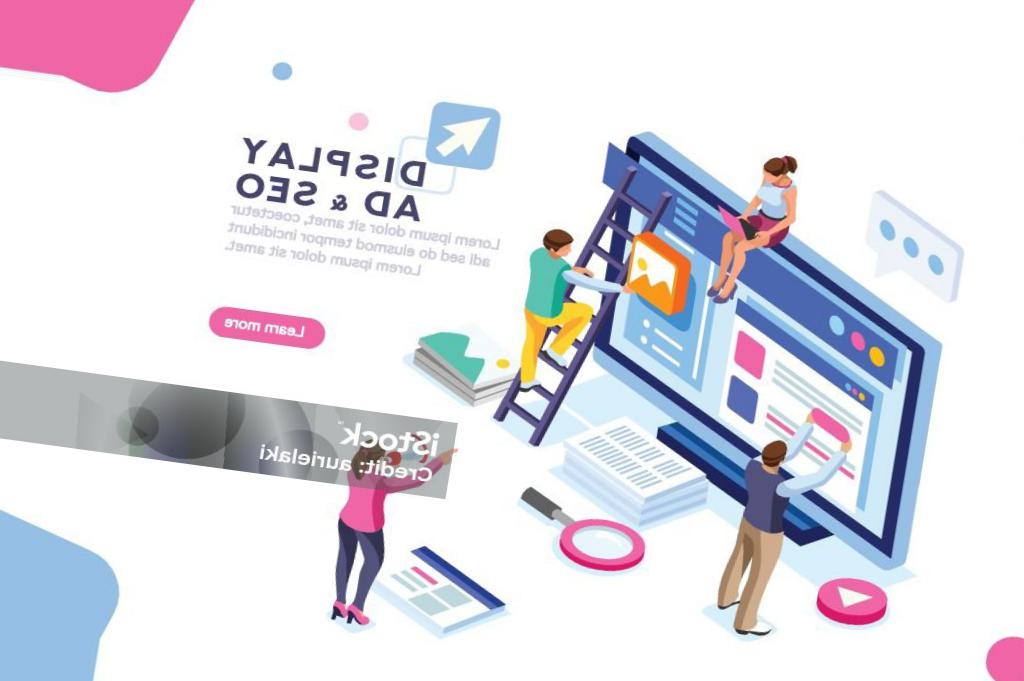 DISPLAY
AD & SEO
Lorem ipsum dolor sit amet, coectetur
adi sed do eiusmod tempor incididunt
Lorem ipsum dolor sit amet.
Learn more
iStock™
Credit: aurielaki